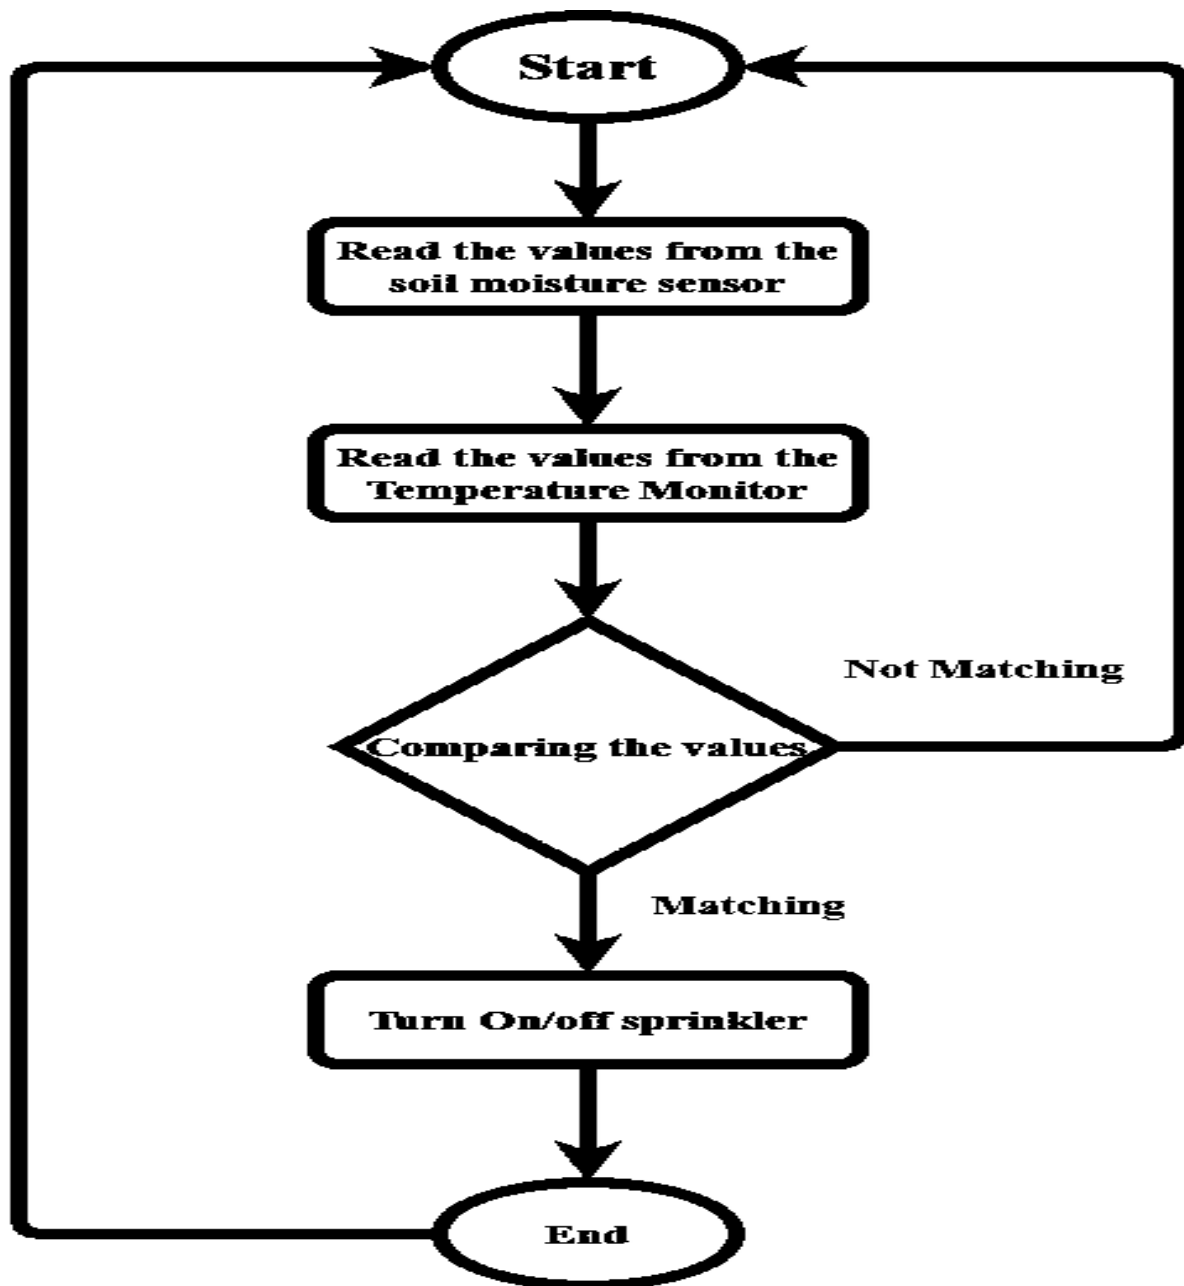 Start
Read the values from the
soil moisture sensor
Read the values from the
Temperature Monitor
Not Matching
Comparing the values
Matching
Turn On/off sprinkler
End